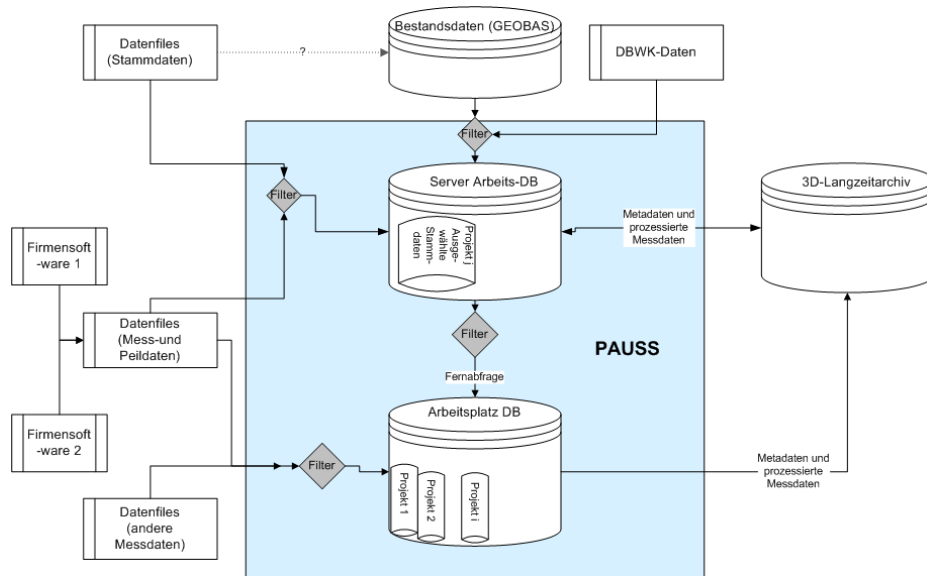 Bestandsdaten (GEOBAS)
Datenfiles
(Stammdaten)
?
DBWK-Daten
Filter
Server Arbeits-DB
3D-Langzeitarchiv
Filter
Projekt j
Ausge-
wählte
Stamm-
daten
Metadaten und
prozessierte
Messdaten
Firmensoft
-ware 1
Datenfiles
(Mess-und
Peildaten)
Filter
PAUSS
Fernabfrage
Arbeitsplatz DB
Firmensoft
-ware 2
Filter
Projekt 1
Projekt 2
Projekt i
Metadaten und
prozessierte
Messdaten
Datenfiles
(andere
Messdaten)